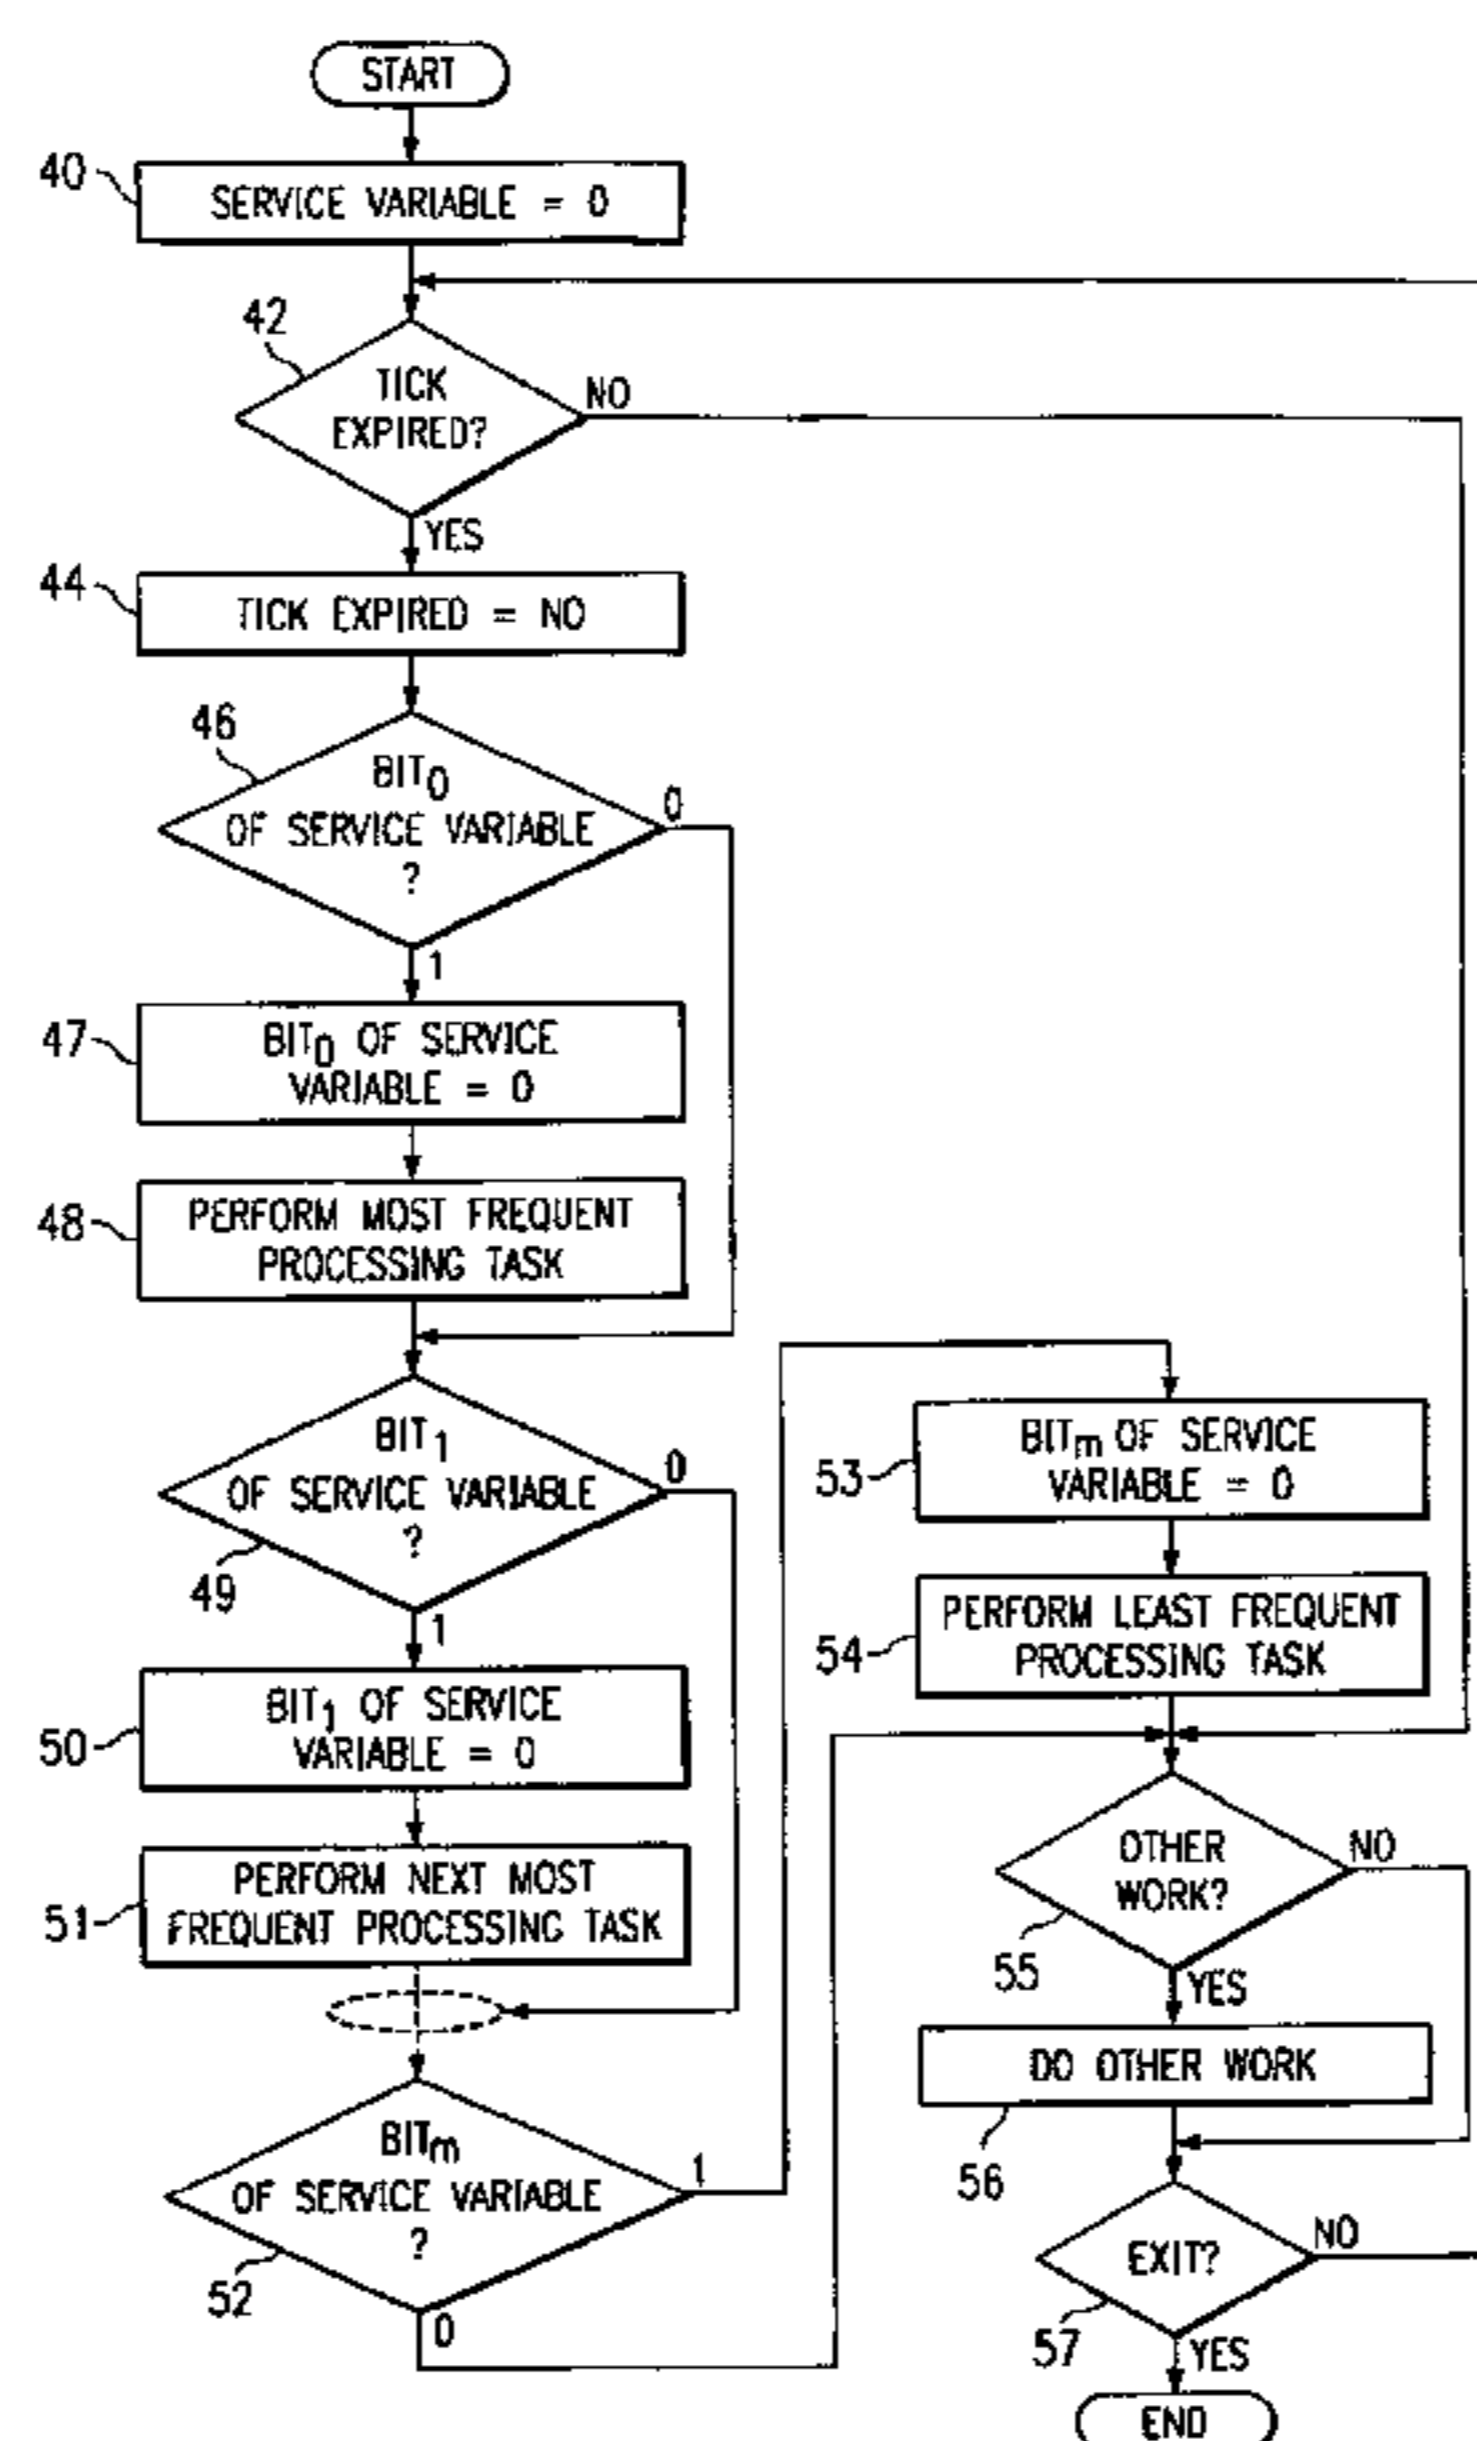 START
40
SERVICE VARIABLE = 0
42
TICK
EXPIRED?
NO
YES
44
TICK EXPIRED = NO
46
BIT0
OF SERVICE VARIABLE
?
0
1
47
BIT0 OF SERVICE
VARIABLE = 0
48
PERFORM MOST FREQUENT
PROCESSING TASK
BIT1
OF SERVICE VARIABLE
?
0
49
1
50
BIT1 OF SERVICE
VARIABLE = 0
51
PERFORM NEXT MOST
FREQUENT PROCESSING TASK
BITm
OF SERVICE VARIABLE
?
1
52
0
53
BITm OF SERVICE
VARIABLE = 0
54
PERFORM LEAST FREQUENT
PROCESSING TASK
OTHER
WORK?
NO
55
YES
DO OTHER WORK
56
EXIT?
NO
57
YES
END